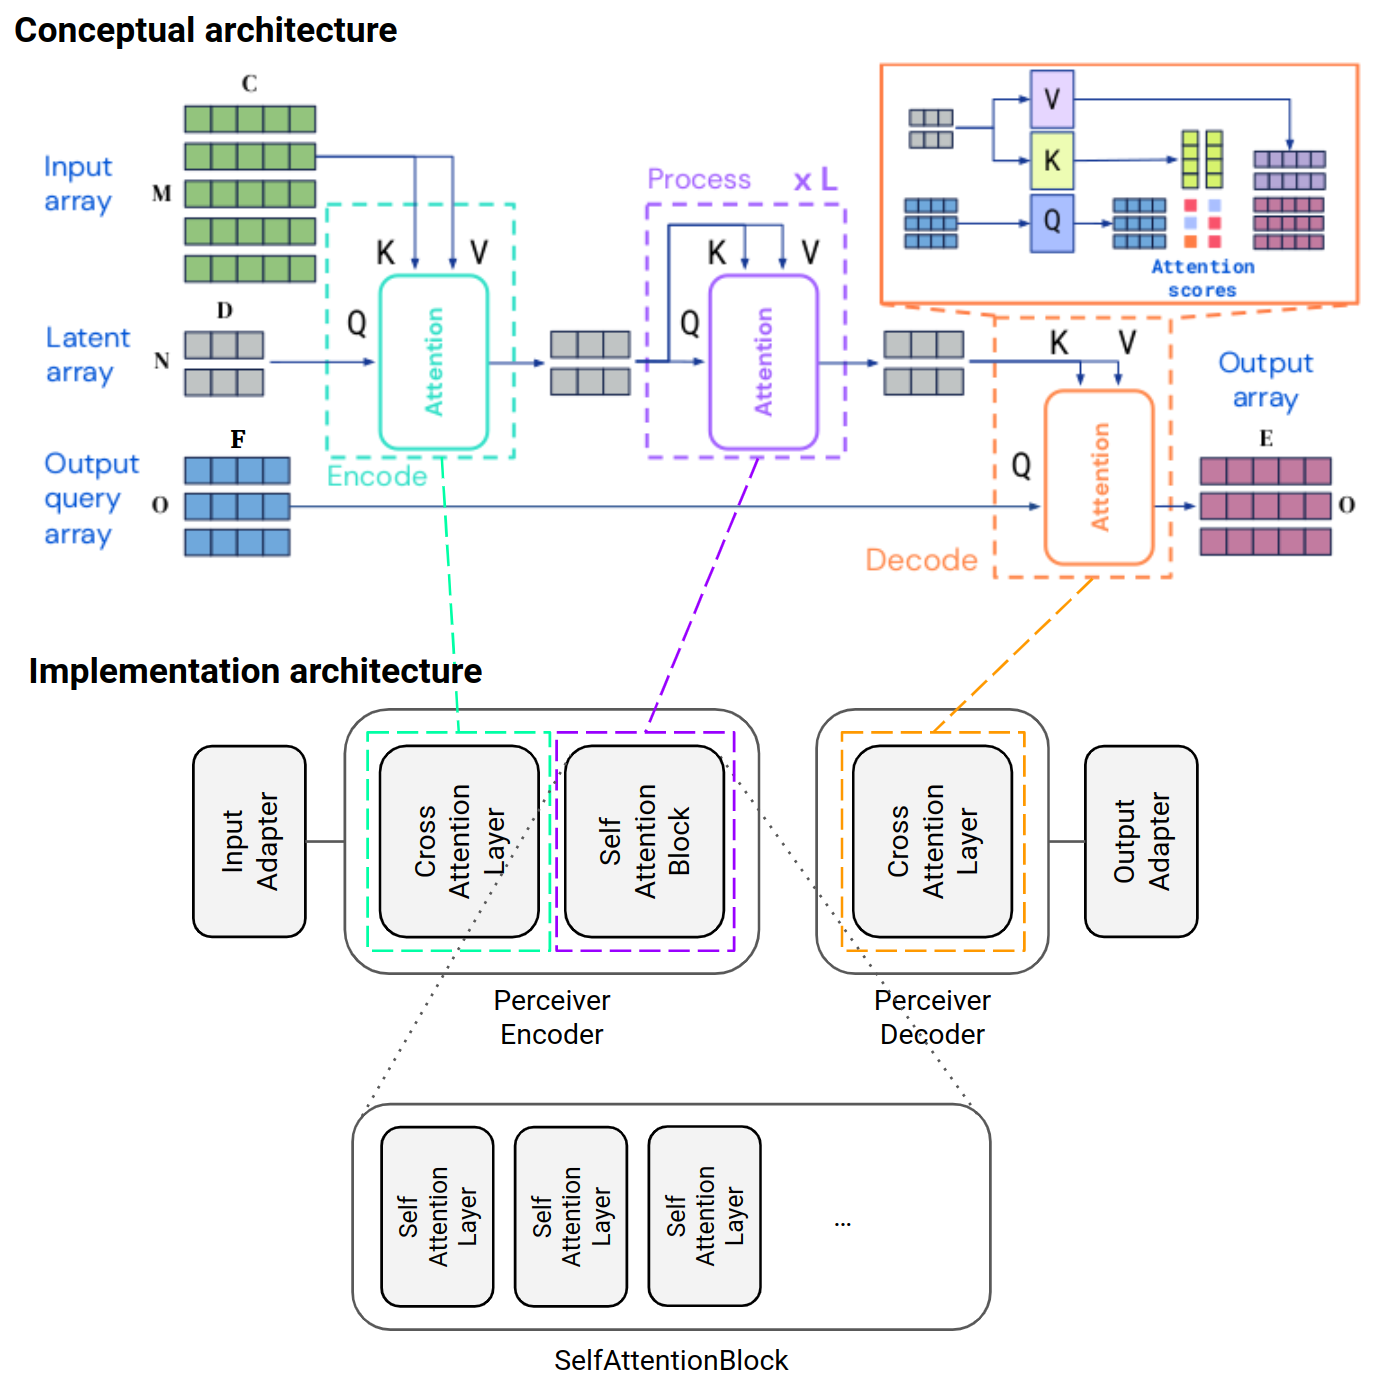 Conceptual architecture
C
Input
array
M
K
V
Q
Attention
Encode
D
Latent
array
N
F
Output
query
array
O
Process
x L
K
V
Q
Attention
V
K
Q
Attention
scores
K
V
Q
Attention
Decode
Output
array
E
O
Implementation architecture
Input
Adapter
Cross
Attention
Layer
Self
Attention
Block
Perceiver
Encoder
Cross
Attention
Layer
Perceiver
Decoder
Output
Adapter
Self
Attention
Layer
Self
Attention
Layer
Self
Attention
Layer
...
SelfAttentionBlock